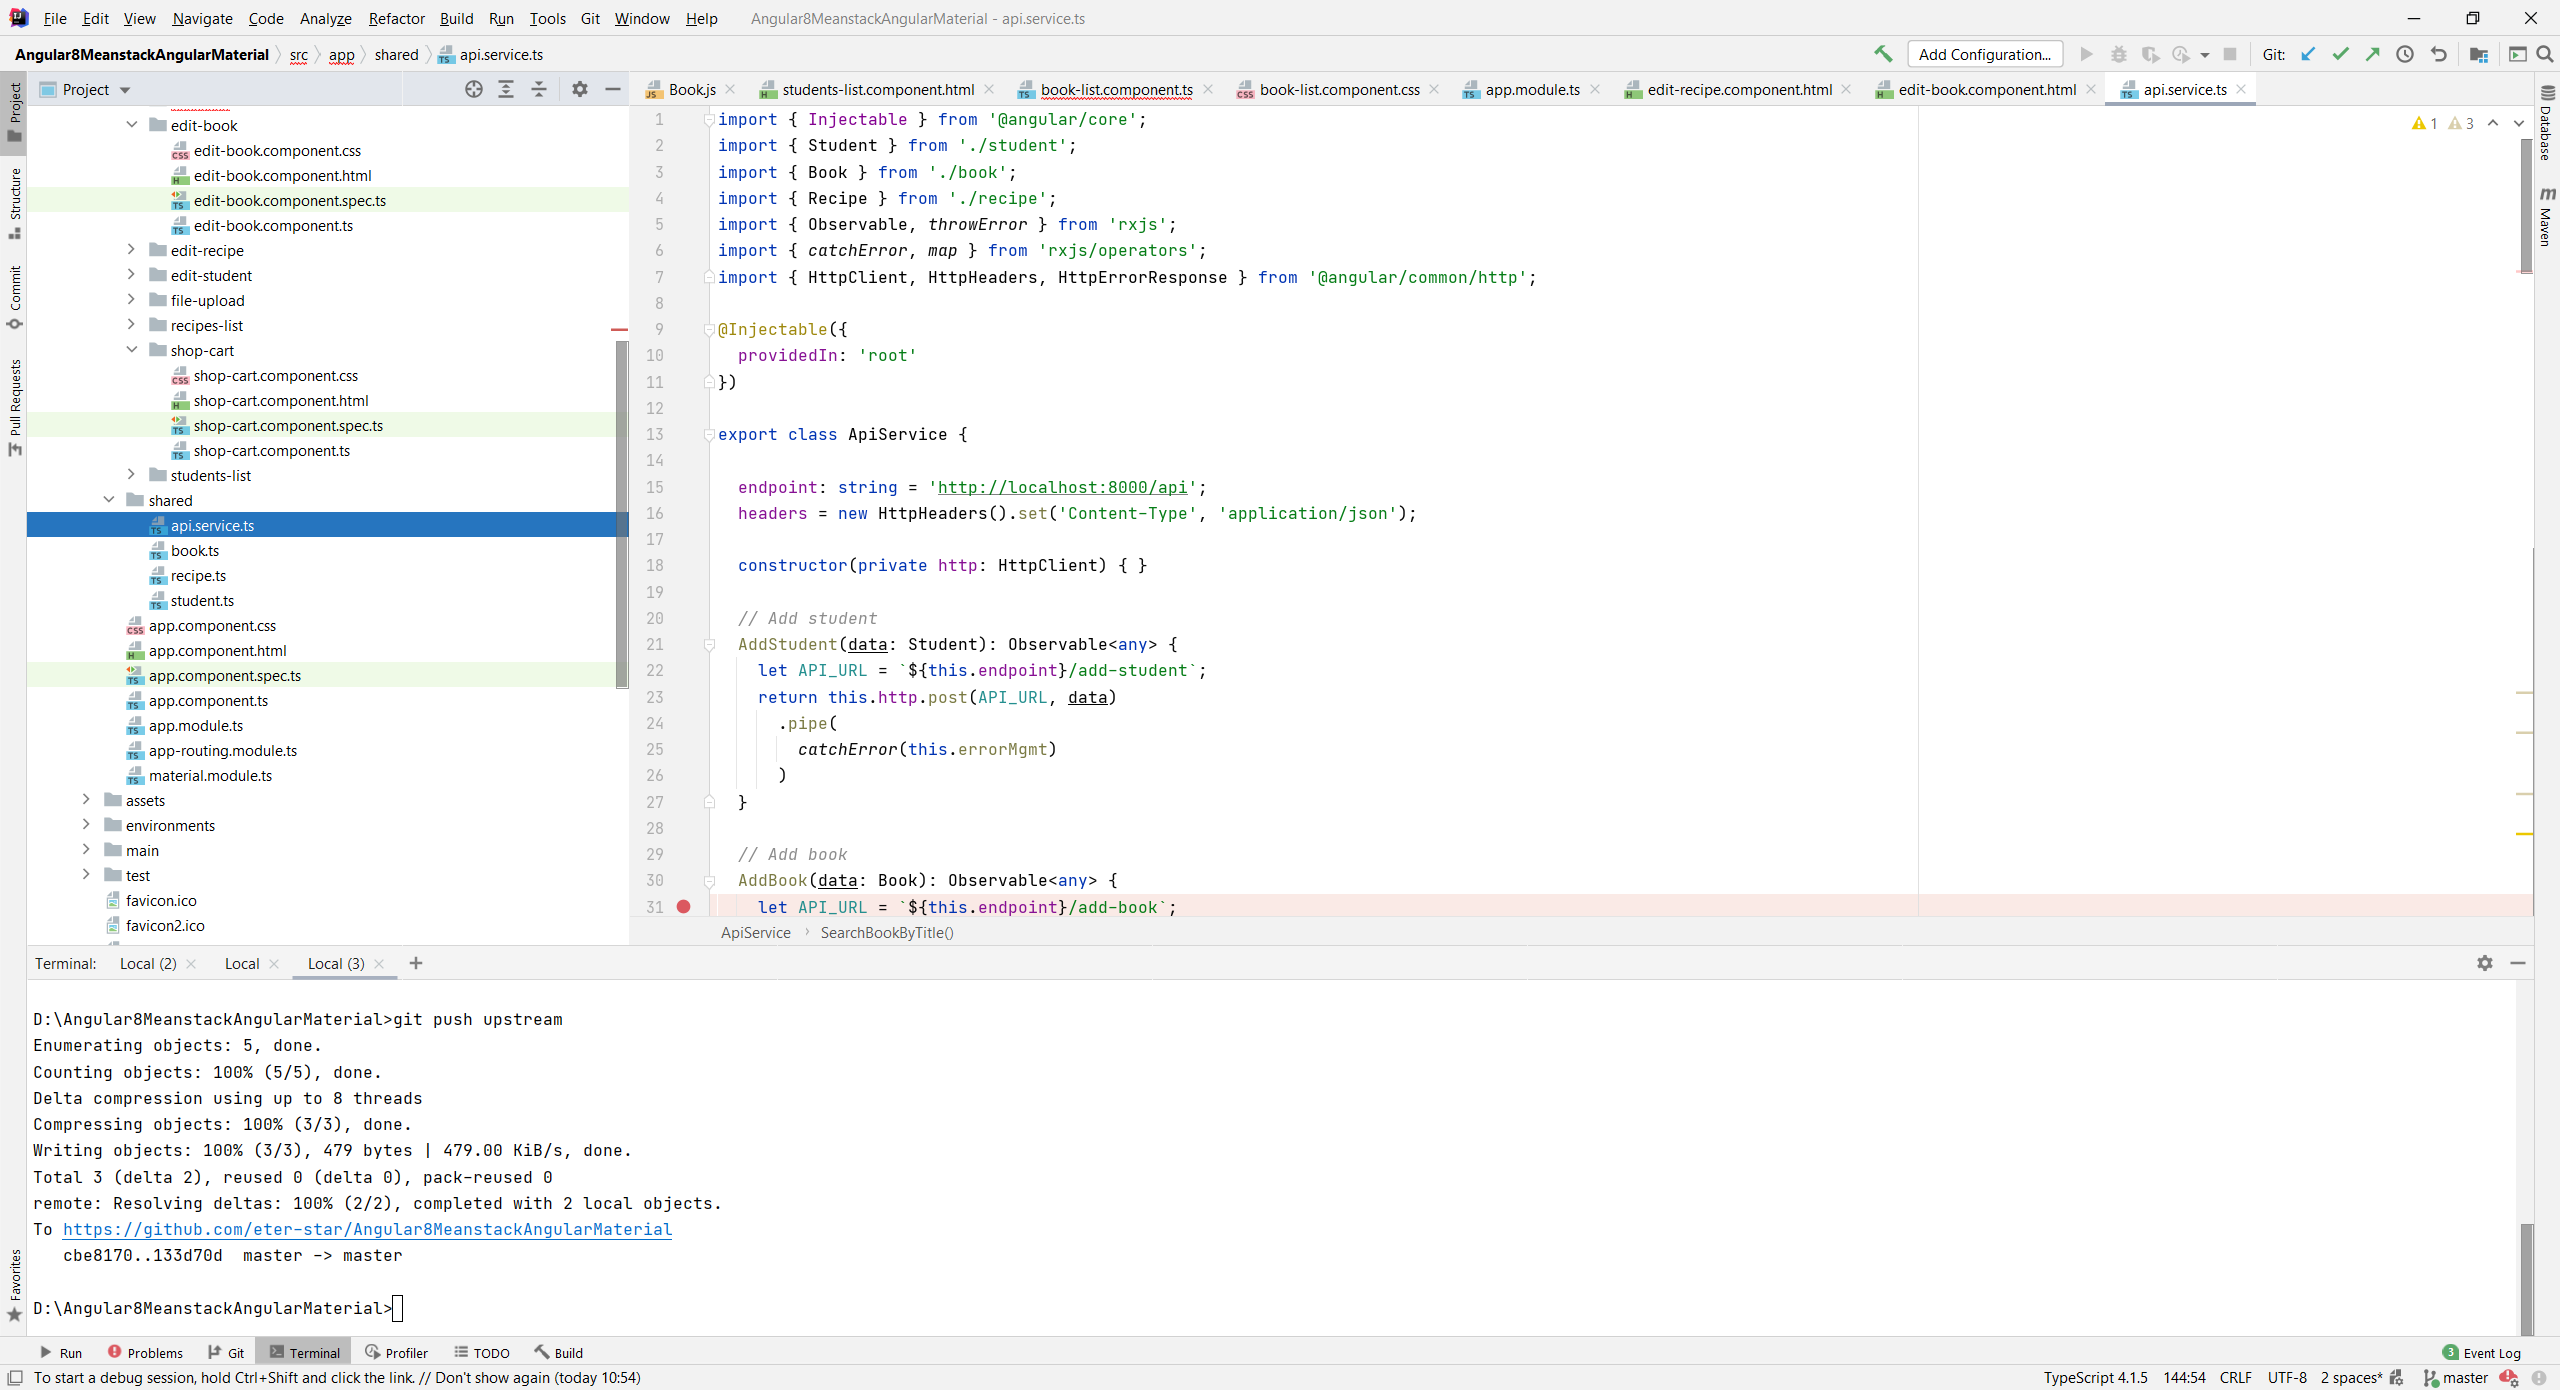 File Edit View Navigate Code Analyze Refactor Build Run Tools Git Window Help Angular8MeanstackAngularMaterial - api.service.ts
Angular8MeanstackAngularMaterial src app shared api.service.ts
Add Configuration... Git:
Project
Book.js students-list.component.html book-list.component.ts book-list.component.css app.module.ts edit-recipe.component.html edit-book.component.html api.service.ts
Project
Structure
Commit
Pull Requests
Favorites
edit-book
edit-book.component.css
edit-book.component.html
edit-book.component.spec.ts
edit-book.component.ts
edit-recipe
edit-student
file-upload
recipes-list
shop-cart
shop-cart.component.css
shop-cart.component.html
shop-cart.component.spec.ts
shop-cart.component.ts
students-list
shared
api.service.ts
book.ts
recipe.ts
student.ts
app.component.css
app.component.html
app.component.spec.ts
app.component.ts
app.module.ts
app-routing.module.ts
material.module.ts
assets
environments
main
test
favicon.ico
favicon2.ico
1 import { Injectable } from '@angular/core';
2 import { Student } from './student';
3 import { Book } from './book';
4 import { Recipe } from './recipe';
5 import { Observable, throwError } from 'rxjs';
6 import { catchError, map } from 'rxjs/operators';
7 import { HttpClient, HttpHeaders, HttpErrorResponse } from '@angular/common/http';
8
9 @Injectable({
10 providedIn: 'root'
11 })
12
13 export class ApiService {
14
15 endpoint: string = 'http://localhost:8000/api';
16 headers = new HttpHeaders().set('Content-Type', 'application/json');
17
18 constructor(private http: HttpClient) { }
19
20 // Add student
21 AddStudent(data: Student): Observable<any> {
22 let API_URL = `${this.endpoint}/add-student`;
23 return this.http.post(API_URL, data)
24 .pipe(
25 catchError(this.errorMgmt)
26 )
27 }
28
29 // Add book
30 AddBook(data: Book): Observable<any> {
31 let API_URL = `${this.endpoint}/add-book`;
1 3
Database
Maven
ApiService SearchBookByTitle()
Terminal: Local (2) Local Local (3)
D:\Angular8MeanstackAngularMaterial>git push upstream
Enumerating objects: 5, done.
Counting objects: 100% (5/5), done.
Delta compression using up to 8 threads
Compressing objects: 100% (3/3), done.
Writing objects: 100% (3/3), 479 bytes | 479.00 KiB/s, done.
Total 3 (delta 2), reused 0 (delta 0), pack-reused 0
remote: Resolving deltas: 100% (2/2), completed with 2 local objects.
To https://github.com/eter-star/Angular8MeanstackAngularMaterial
cbe8170..133d70d master -> master
D:\Angular8MeanstackAngularMaterial>
Run Problems Git Terminal Profiler TODO Build 3 Event Log
To start a debug session, hold Ctrl+Shift and click the link. // Don't show again (today 10:54) TypeScript 4.1.5 144:54 CRLF UTF-8 2 spaces* master